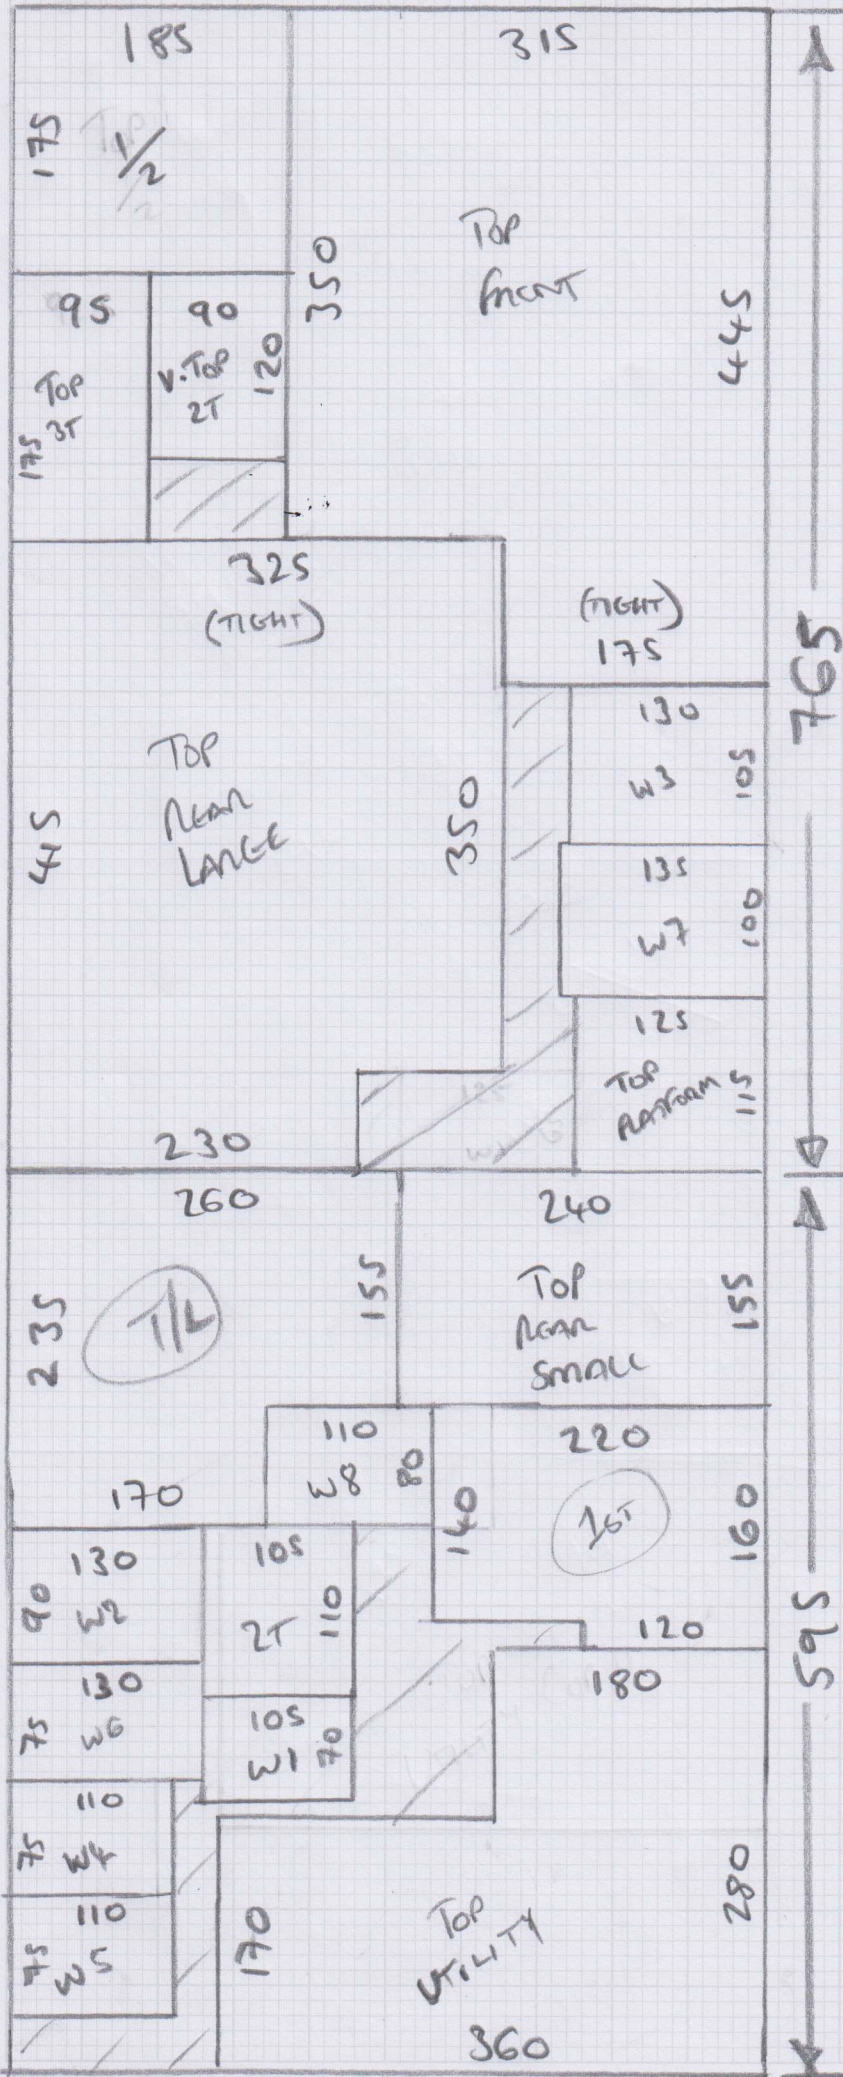 185
315
175
1/2
TOP
FRONT
350
445
95
90
TOP
3T
175
V.TOP
2T
120
325
(TIGHT)
(TIGHT)
175
765
TOP
REAR
LARGE
415
350
230
130
W3
105
135
W7
100
125
TOP
PLATFORM
115
260
T/L
235
155
170
240
TOP
REAR
SMALL
155
110
W8
80
220
1ST
140
160
120
595
130
90
W2
105
2T
110
130
75
W6
105
W1
70
110
75
W4
110
75
W5
180
280
170
TOP
UTILITY
360